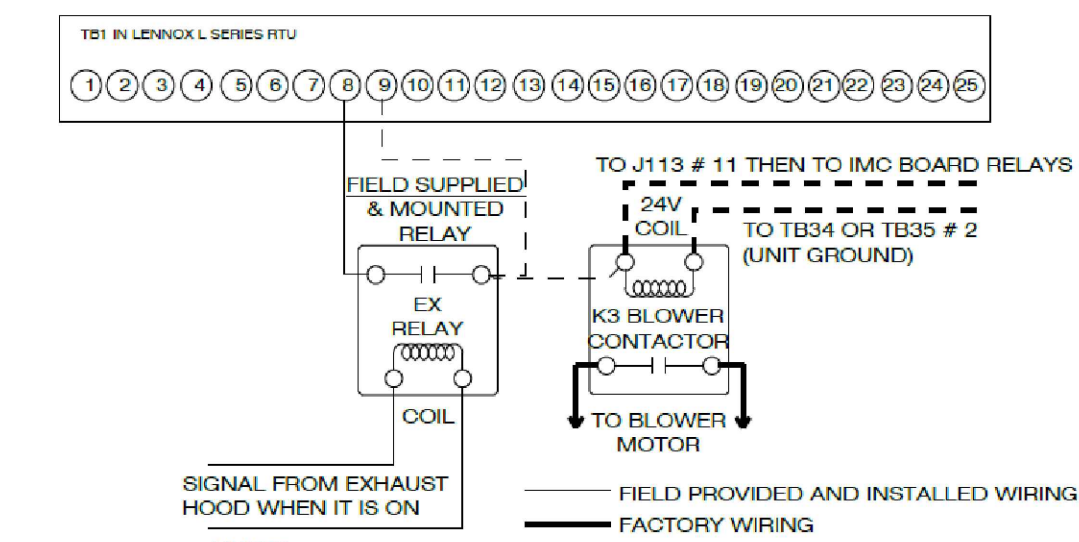 TB1 IN LENNOX L SERIES RTU
1 2 3 4 5 6 7 8 9 10 11 12 13 14 15 16 17 18 19 20 21 22 23 24 25
TO J113 # 11 THEN TO IMC BOARD RELAYS
FIELD SUPPLIED
& MOUNTED
RELAY
24V
COIL
TO TB34 OR TB35 # 2
(UNIT GROUND)
EX
RELAY
K3 BLOWER
CONTACTOR
COIL
TO BLOWER
MOTOR
SIGNAL FROM EXHAUST
HOOD WHEN IT IS ON
FIELD PROVIDED AND INSTALLED WIRING
FACTORY WIRING